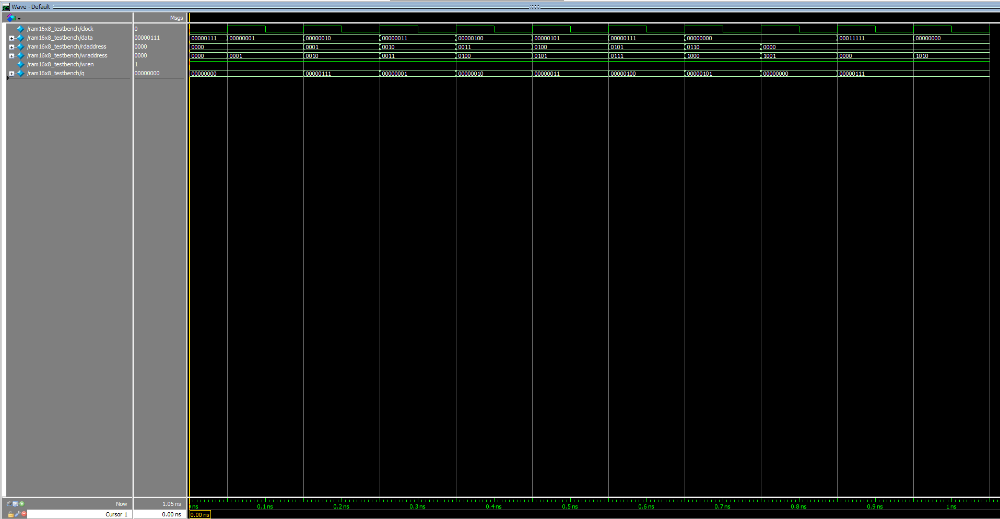 Wave - Default
Msgs
/ram16x8_testbench/clock 0
/ram16x8_testbench/data 00000111 00000111 00000001 00000010 00000011 00000100 00000101 00000111 00000000 00011111 00000000
/ram16x8_testbench/rdaddress 0000 0000 0001 0010 0011 0100 0101 0110 0000
/ram16x8_testbench/wraddress 0000 0000 0001 0010 0011 0100 0101 0111 1000 1001 0000 1010
/ram16x8_testbench/wren 1
/ram16x8_testbench/q 00000000 00000000 00000111 00000001 00000010 00000011 00000100 00000101 00000000 00000111
Now 1.05 ns ns 0.1 ns 0.2 ns 0.3 ns 0.4 ns 0.5 ns 0.6 ns 0.7 ns 0.8 ns 0.9 ns 1 ns
Cursor 1 0.00 ns 0.00 ns